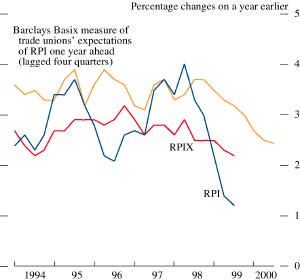 Percentage changes on a year earlier
Barclays Basix measure of
trade unions' expectations
of RPI one year ahead
(lagged four quarters)
5
4
3
2
1
0
RPIX
RPI
1994 95 96 97 98 99 2000